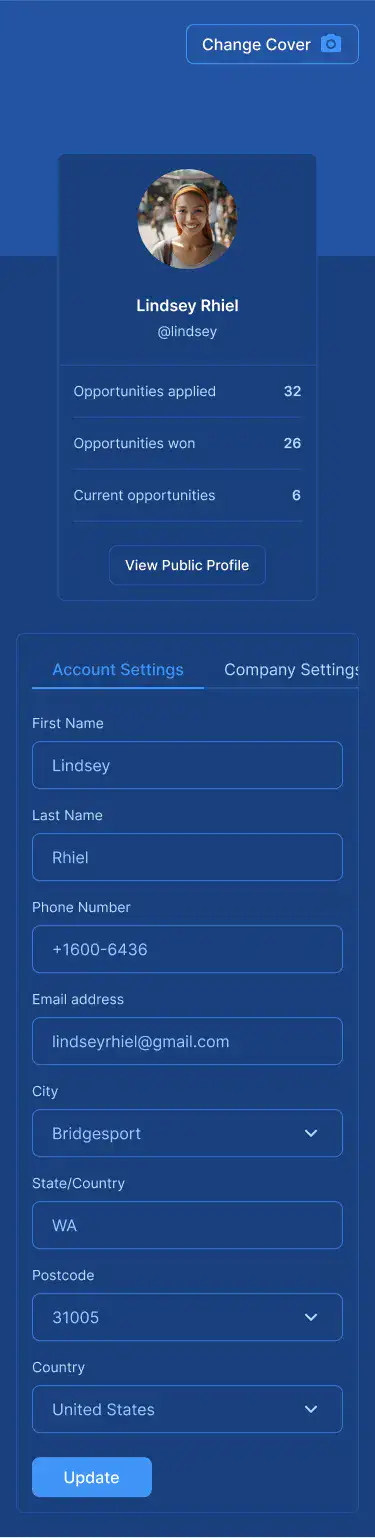 Change Cover
Lindsey Rhiel
@lindsey
Opportunities applied 32
Opportunities won 26
Current opportunities 6
View Public Profile
Account Settings Company Settings
First Name
Lindsey
Last Name
Rhiel
Phone Number
+1600-6436
Email address
lindseyrhiel@gmail.com
City
Bridgesport
State/Country
WA
Postcode
31005
Country
United States
Update